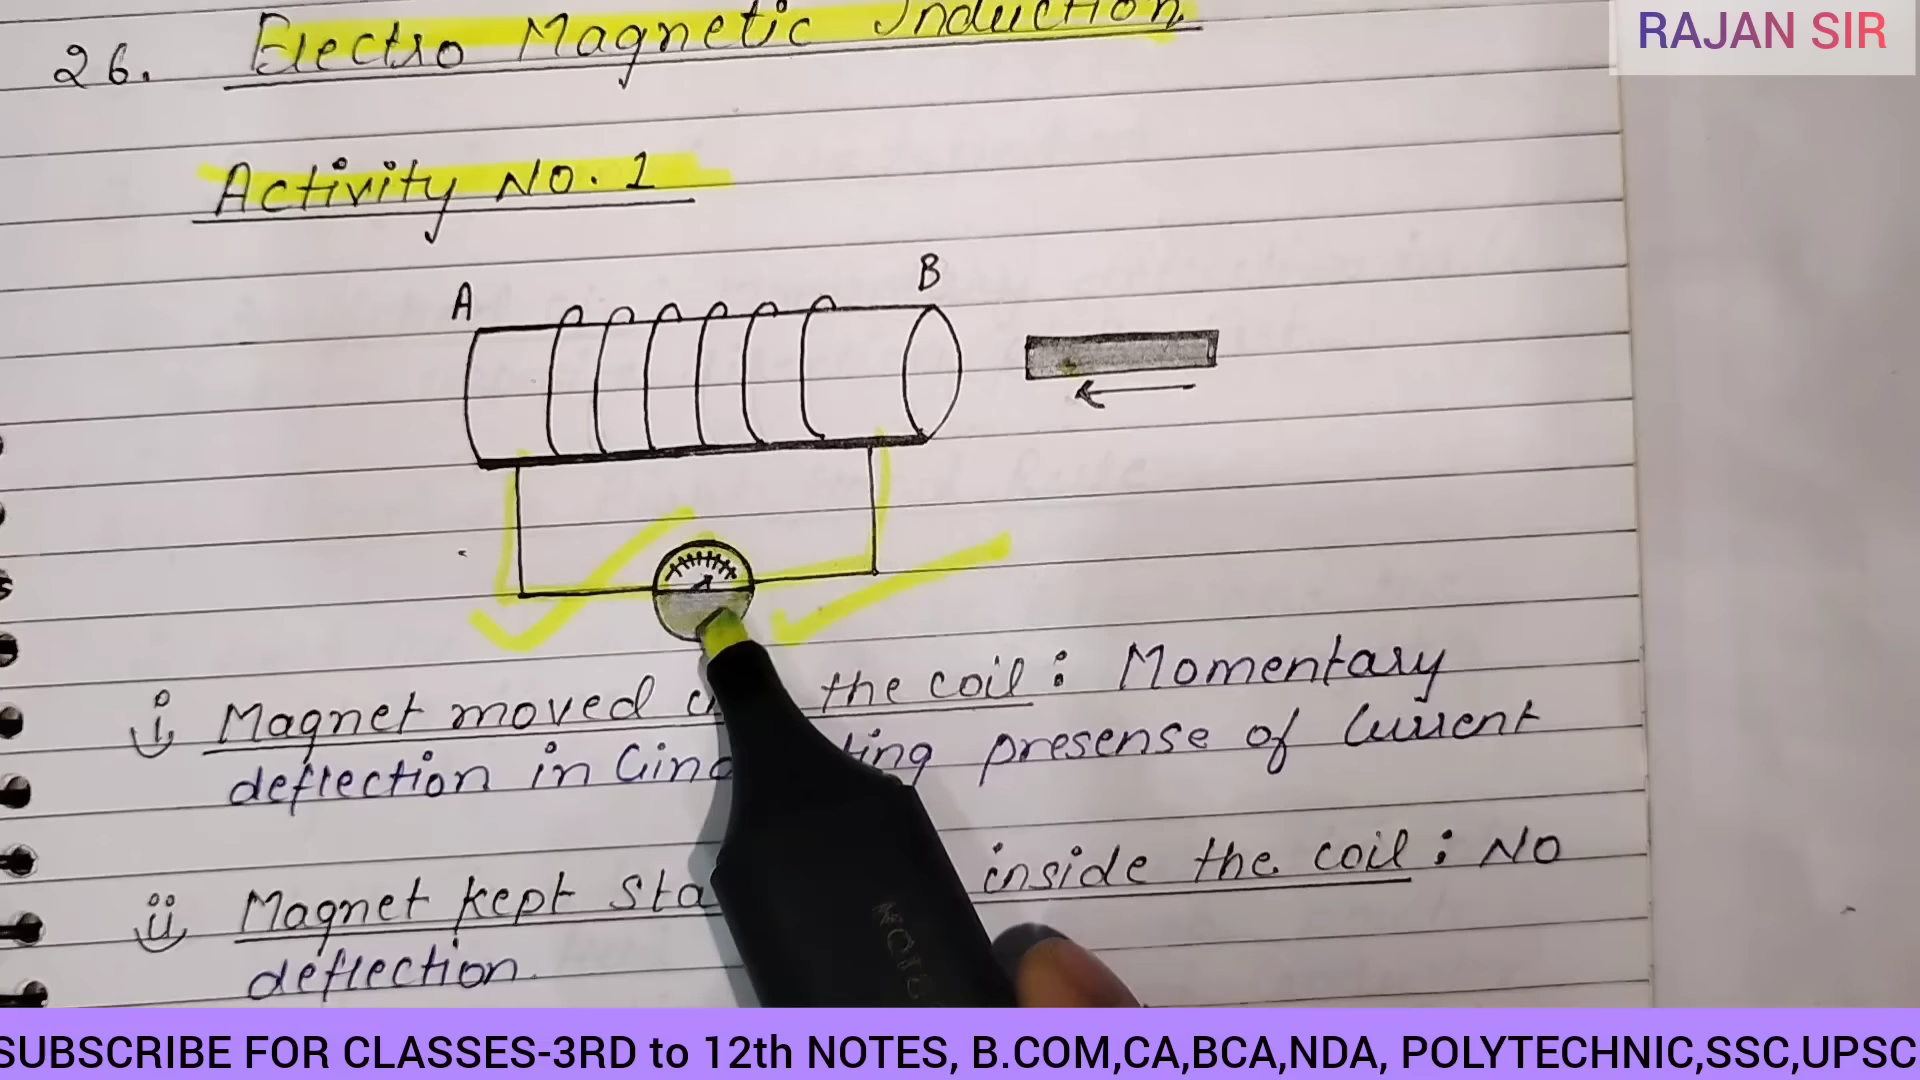 RAJAN SIR
26. Electro Magnetic Induction
Activity No. 1
A B
i Magnet moved the coil : Momentary
deflection in G presense of Current
ii Magnet kept inside the coil : No
deflection.
SUBSCRIBE FOR CLASSES-3RD to 12th NOTES, B.COM,CA,BCA,NDA, POLYTECHNIC,SSC,UPSC